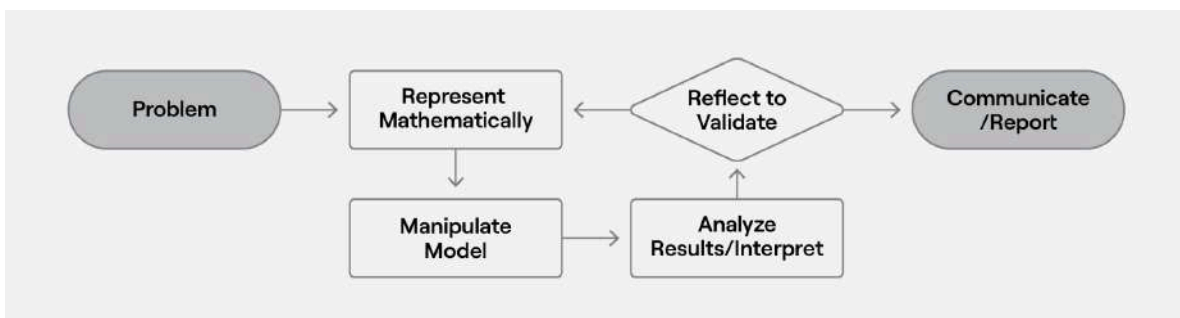 Problem
Represent
Mathematically
Reflect to
Validate
Communicate
/Report
Manipulate
Model
Analyze
Results/Interpret